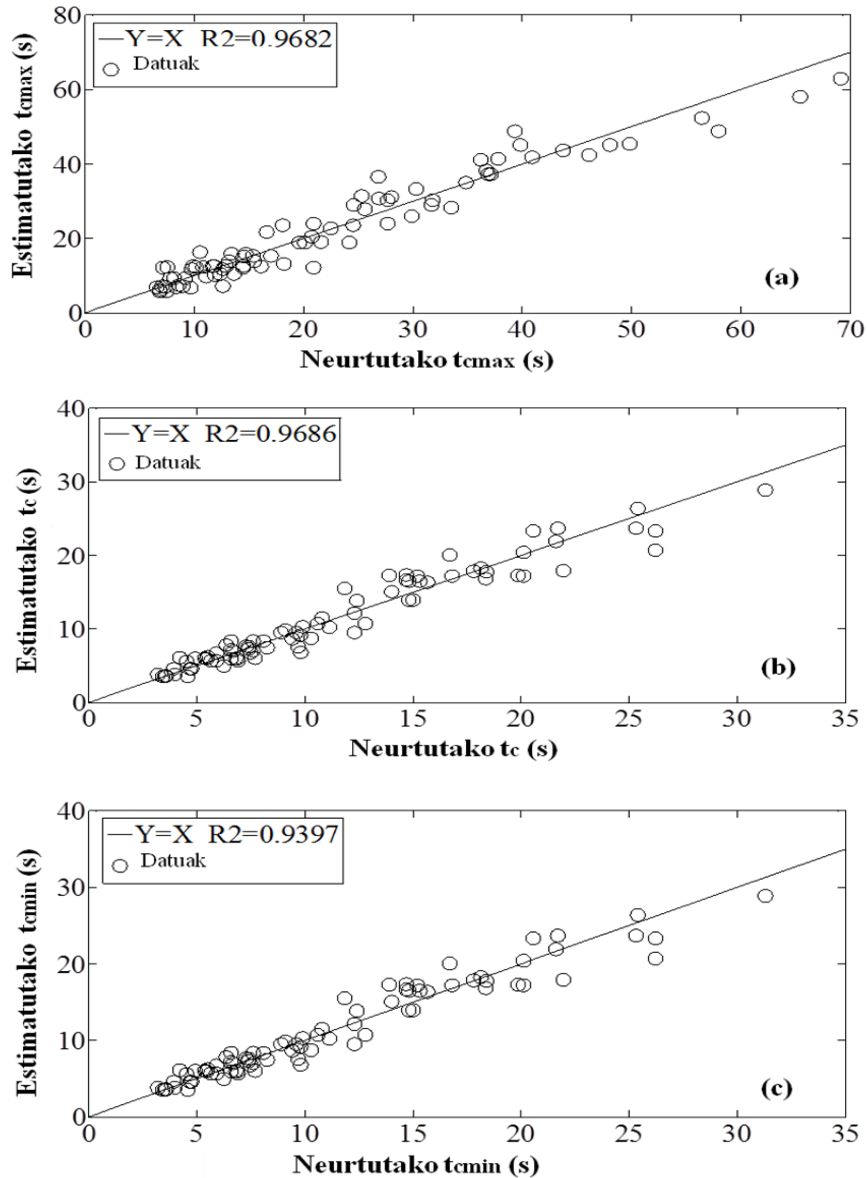 80
60
40
20
0
Estimatutako tcmax (s)
Y=X R2=0.9682
Datuak
(a)
0 10 20 30 40 50 60 70
Neurtutako tcmax (s)
40
30
20
10
0
Estimatutako tc (s)
Y=X R2=0.9686
Datuak
(b)
0 5 10 15 20 25 30 35
Neurtutako tc (s)
40
30
20
10
0
Estimatutako tcmin (s)
Y=X R2=0.9397
Datuak
(c)
0 5 10 15 20 25 30 35
Neurtutako tcmin (s)